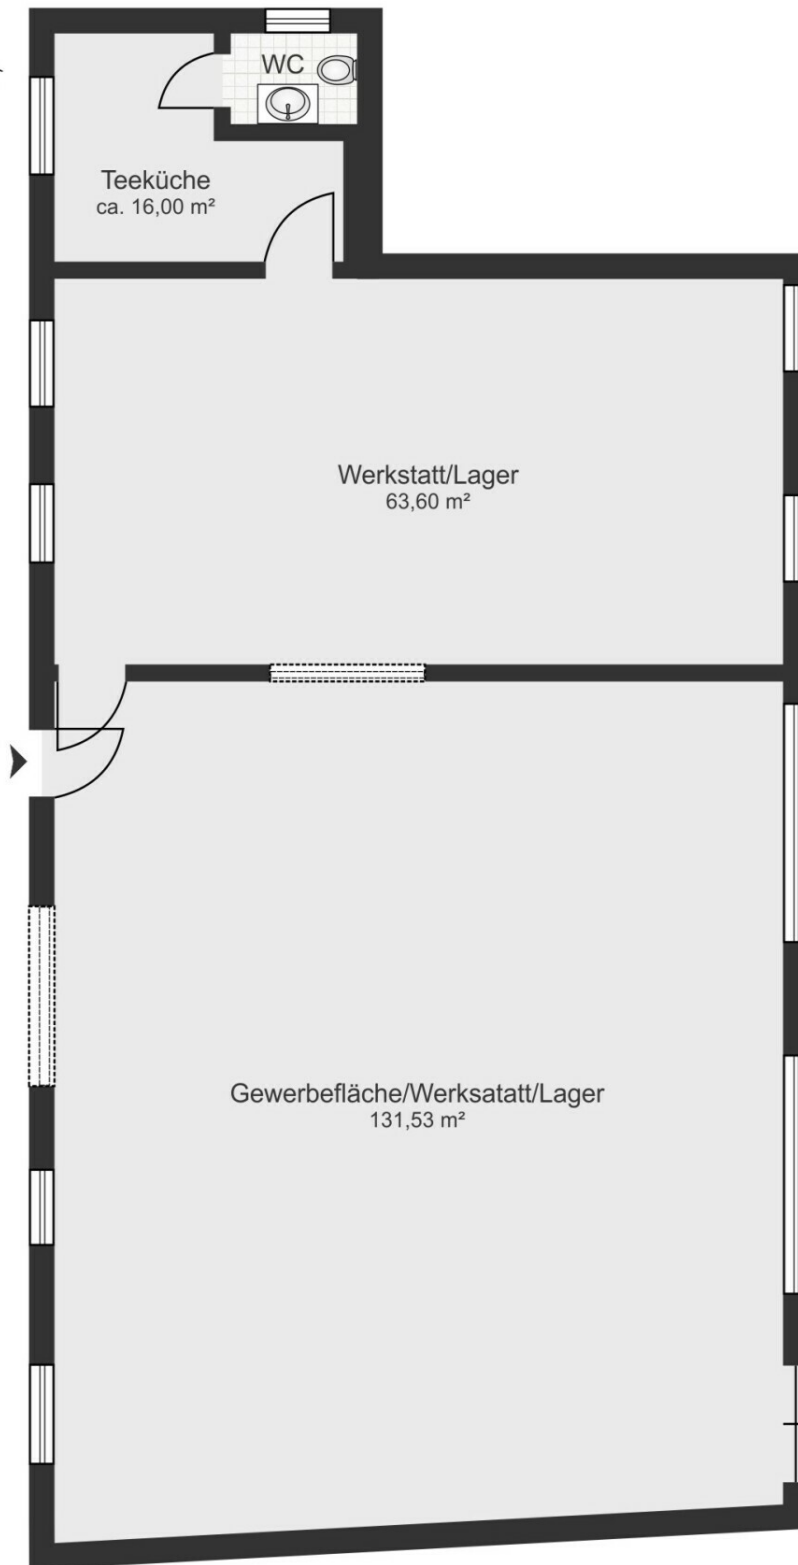 WC
Teeküche
ca. 16,00 m²
Werkstatt/Lager
63,60 m²
Gewerbefläche/Werksatatt/Lager
131,53 m²